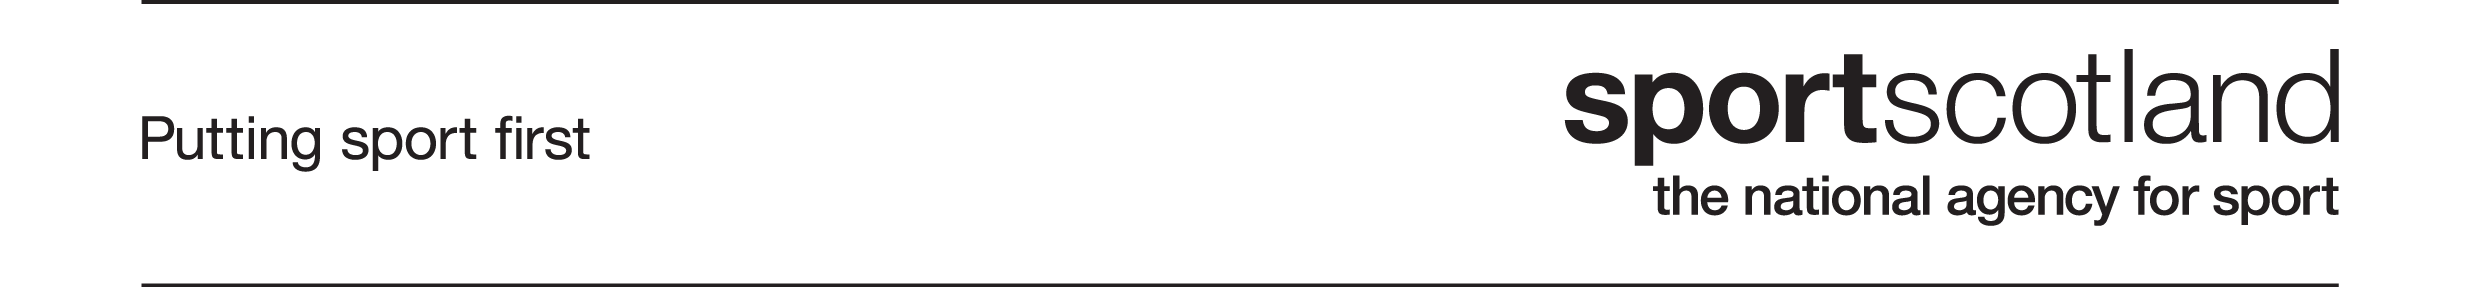 Putting sport first
sportscotland
the national agency for sport